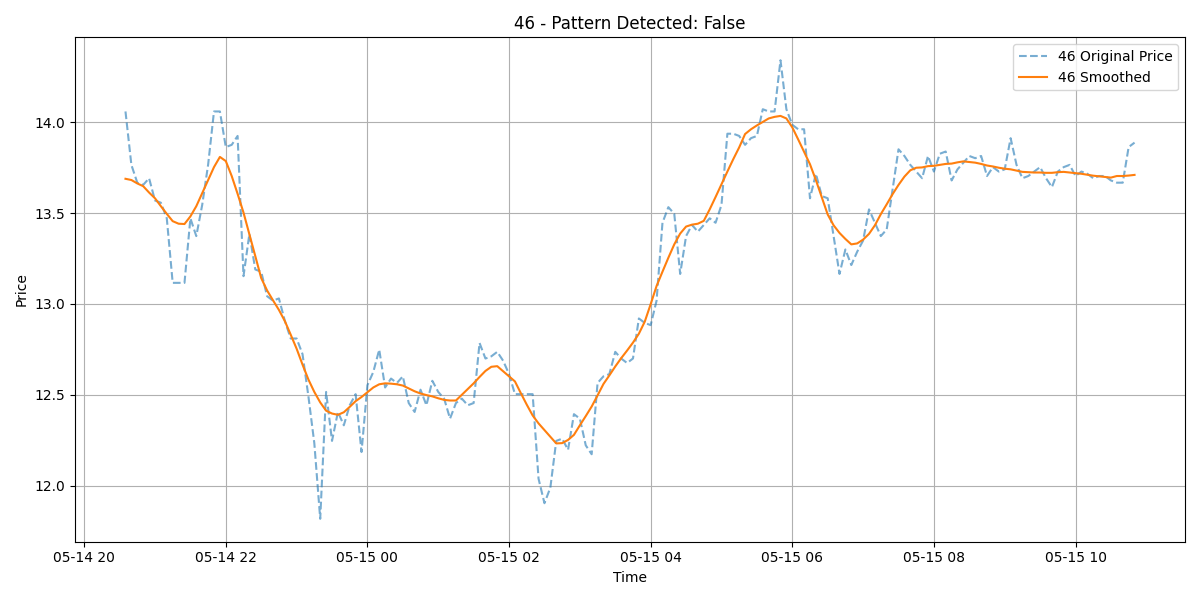 46 - Pattern Detected: False
46 Original Price
46 Smoothed
Price
14.0
13.5
13.0
12.5
12.0
05-14 20
05-14 22
05-15 00
05-15 02
05-15 04
05-15 06
05-15 08
05-15 10
Time